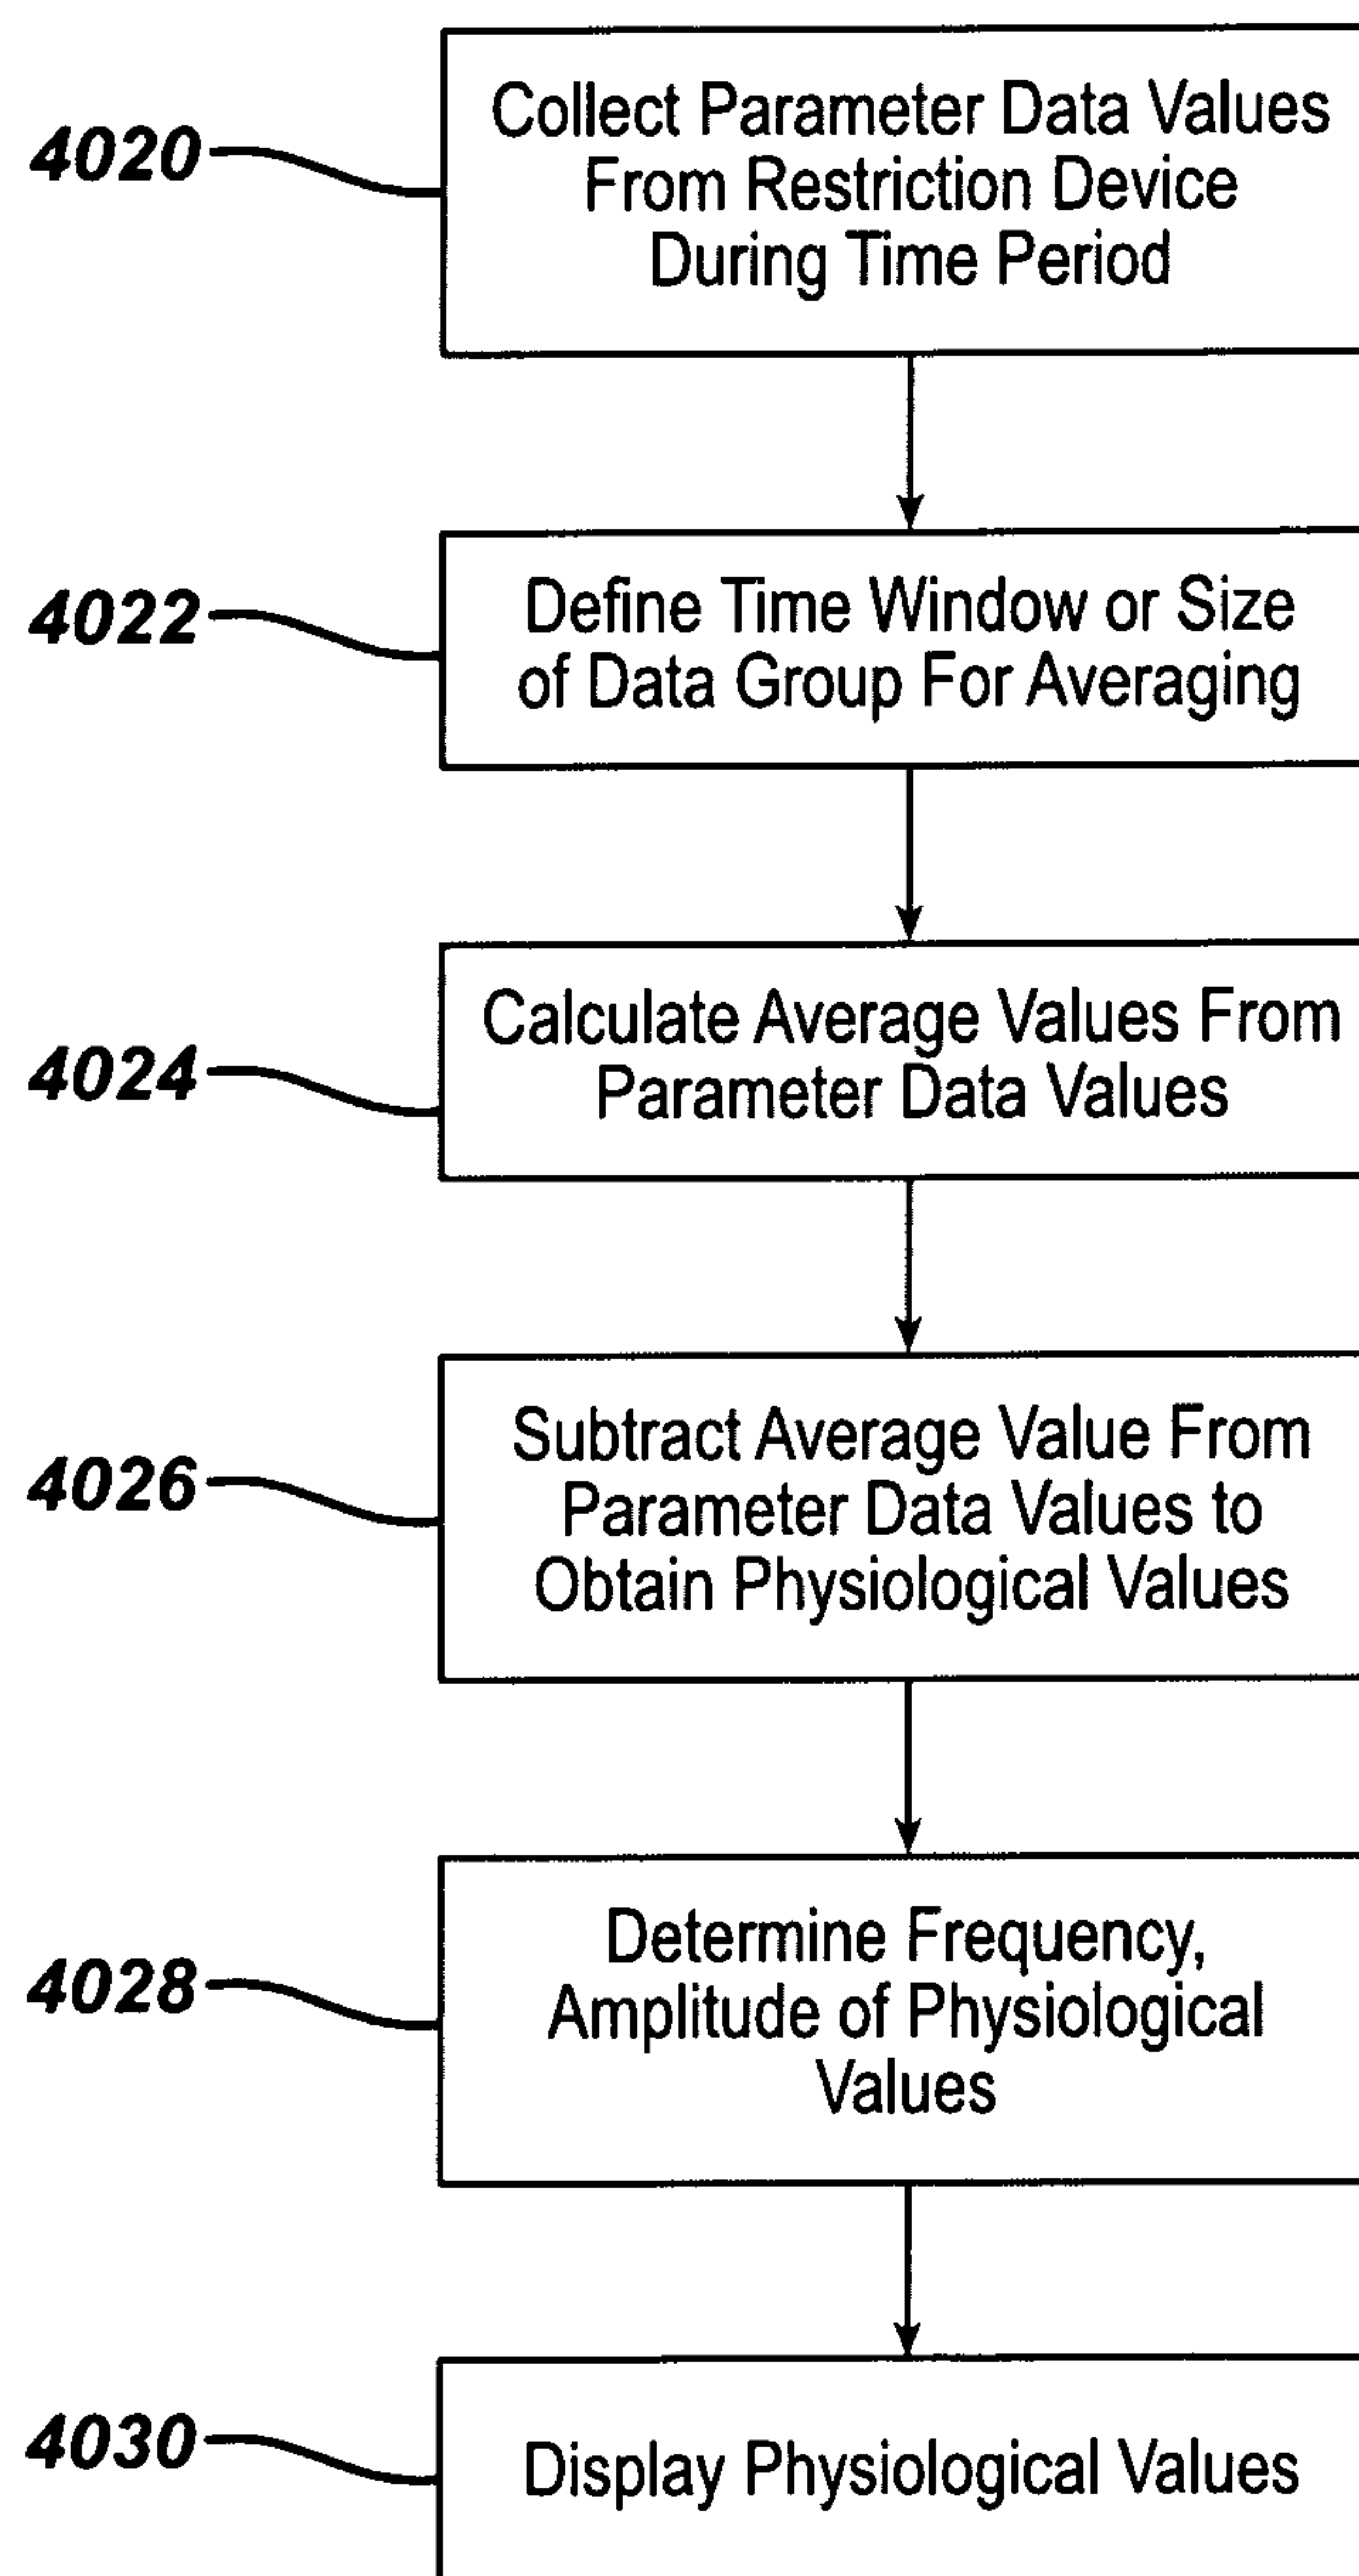 4020
Collect Parameter Data Values
From Restriction Device
During Time Period
4022
Define Time Window or Size
of Data Group For Averaging
4024
Calculate Average Values From
Parameter Data Values
4026
Subtract Average Value From
Parameter Data Values to
Obtain Physiological Values
4028
Determine Frequency,
Amplitude of Physiological
Values
4030
Display Physiological Values